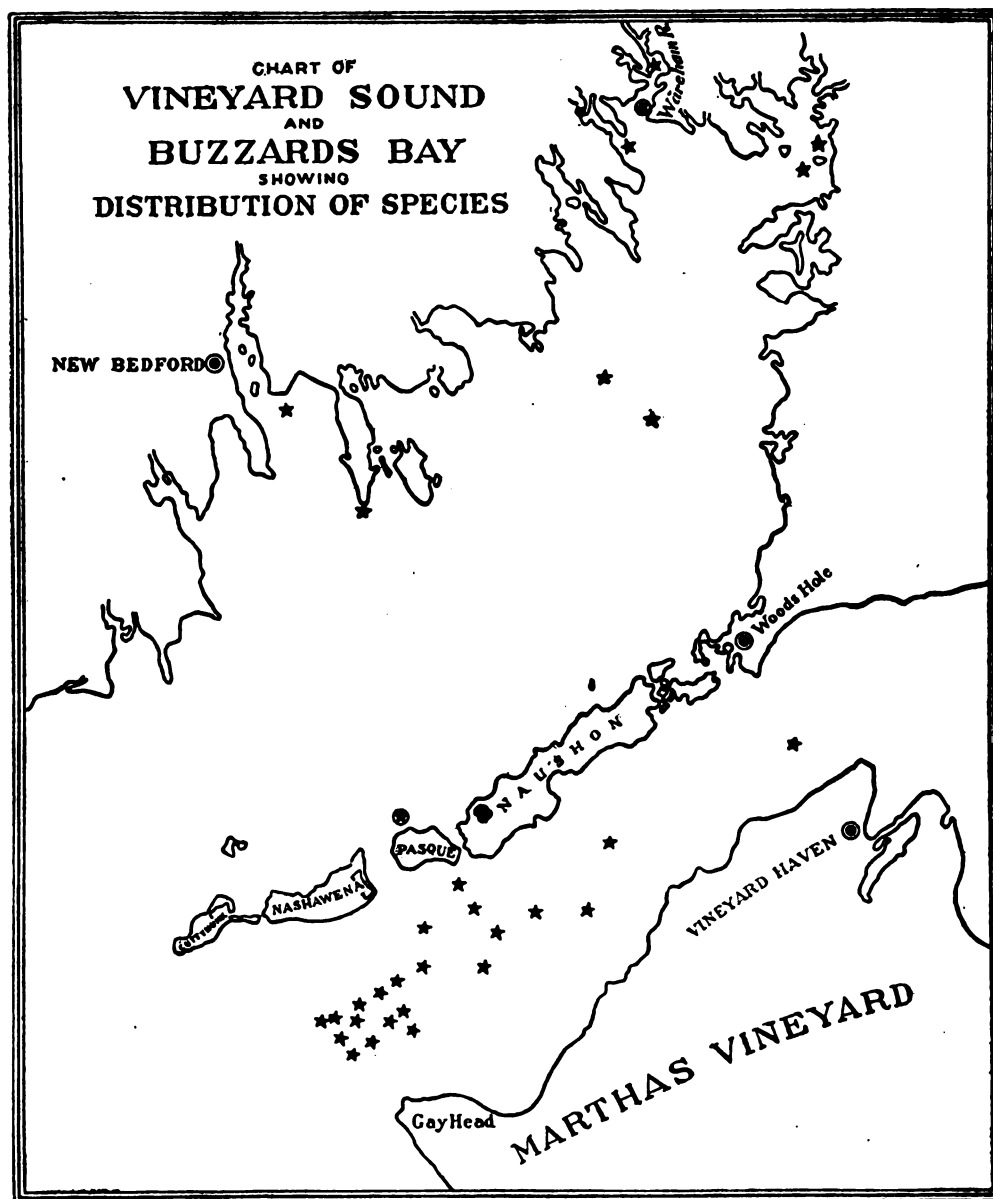 CHART OF
VINEYARD SOUND
AND
BUZZARDS BAY
SHOWING
DISTRIBUTION OF SPECIES
Wareham R.
NEW BEDFORD
Woods Hole
NAUSHON
PASQUE
NASHAWENA
CUTTYHUNK
VINEYARD HAVEN
MARTHAS VINEYARD
Gay Head